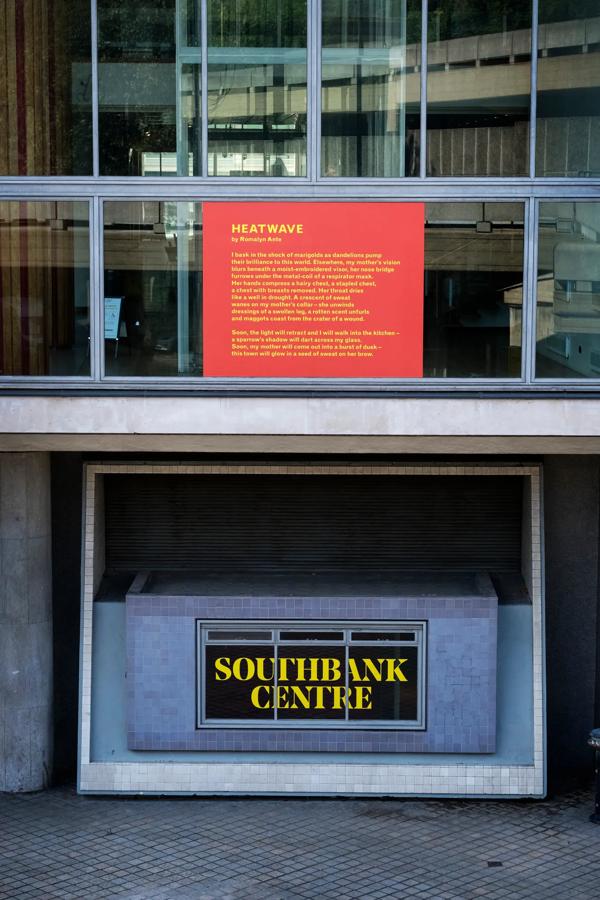 HEATWAVE
by Romalyn Ante
I bask in the shock of marigolds as dandelions pump
their brilliance to this world. Elsewhere, my mother's vision
blurs beneath a moist-embroidered visor, her nose bridge
furrows under the metal-coil of a respirator mask.
Her hands compress a hairy chest, a stapled chest,
a chest with breasts removed. Her throat dries
like a well in drought. A crescent of sweat
wanes on my mother's collar – she unwinds
dressings of a swollen leg, a rotten scent unfurls
and maggots coast from the crater of a wound.
Soon, the light will retract and I will walk into the kitchen –
a sparrow's shadow will dart across my glass.
Soon, my mother will come out into a burst of dusk –
this town will glow in a seed of sweat on her brow.
SOUTHBANK
CENTRE